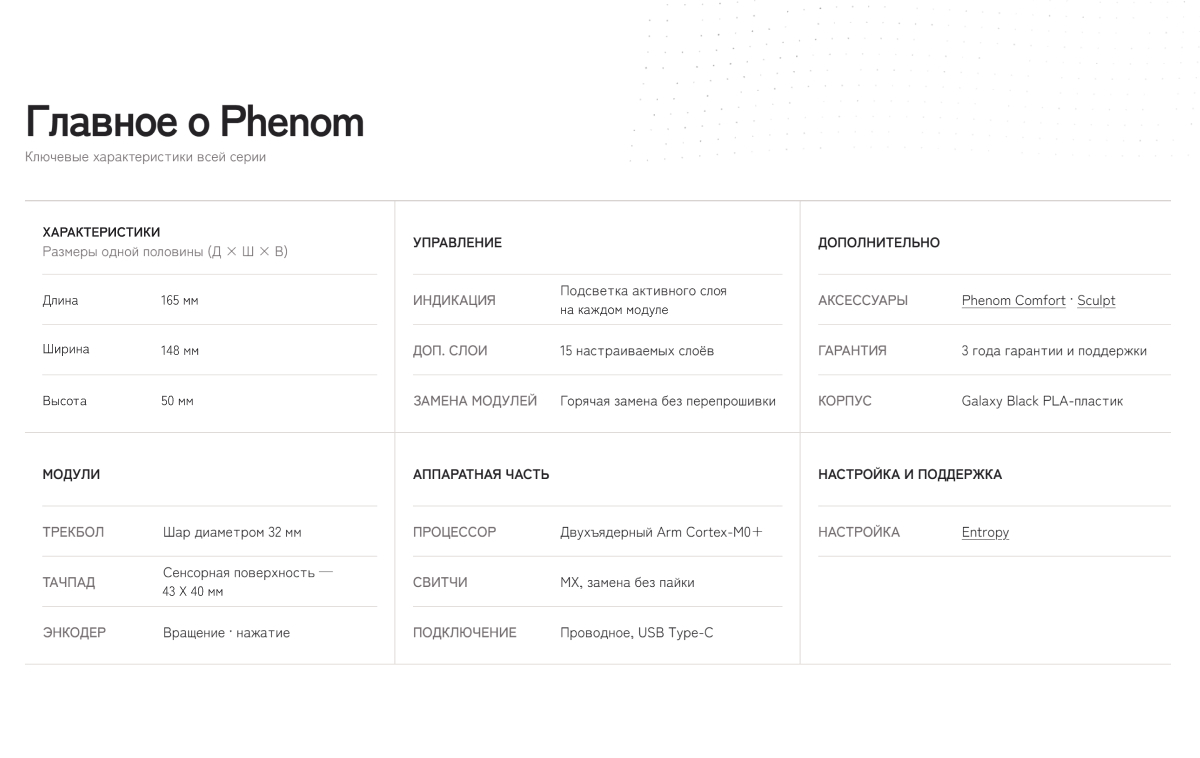 Главное о Phenom
Ключевые характеристики всей серии
ХАРАКТЕРИСТИКИ
Размеры одной половины (Д × Ш × В)
Длина 165 мм
Ширина 148 мм
Высота 50 мм
УПРАВЛЕНИЕ
ИНДИКАЦИЯ Подсветка активного слоя
на каждом модуле
ДОП. СЛОИ 15 настраиваемых слоёв
ЗАМЕНА МОДУЛЕЙ Горячая замена без перепрошивки
ДОПОЛНИТЕЛЬНО
АКСЕССУАРЫ Phenom Comfort · Sculpt
ГАРАНТИЯ 3 года гарантии и поддержки
КОРПУС Galaxy Black PLA-пластик
МОДУЛИ
ТРЕКБОЛ Шар диаметром 32 мм
ТАЧПАД Сенсорная поверхность —
43 X 40 мм
ЭНКОДЕР Вращение · нажатие
АППАРАТНАЯ ЧАСТЬ
ПРОЦЕССОР Двухъядерный Arm Cortex-M0+
СВИТЧИ MX, замена без пайки
ПОДКЛЮЧЕНИЕ Проводное, USB Type-C
НАСТРОЙКА И ПОДДЕРЖКА
НАСТРОЙКА Entropy